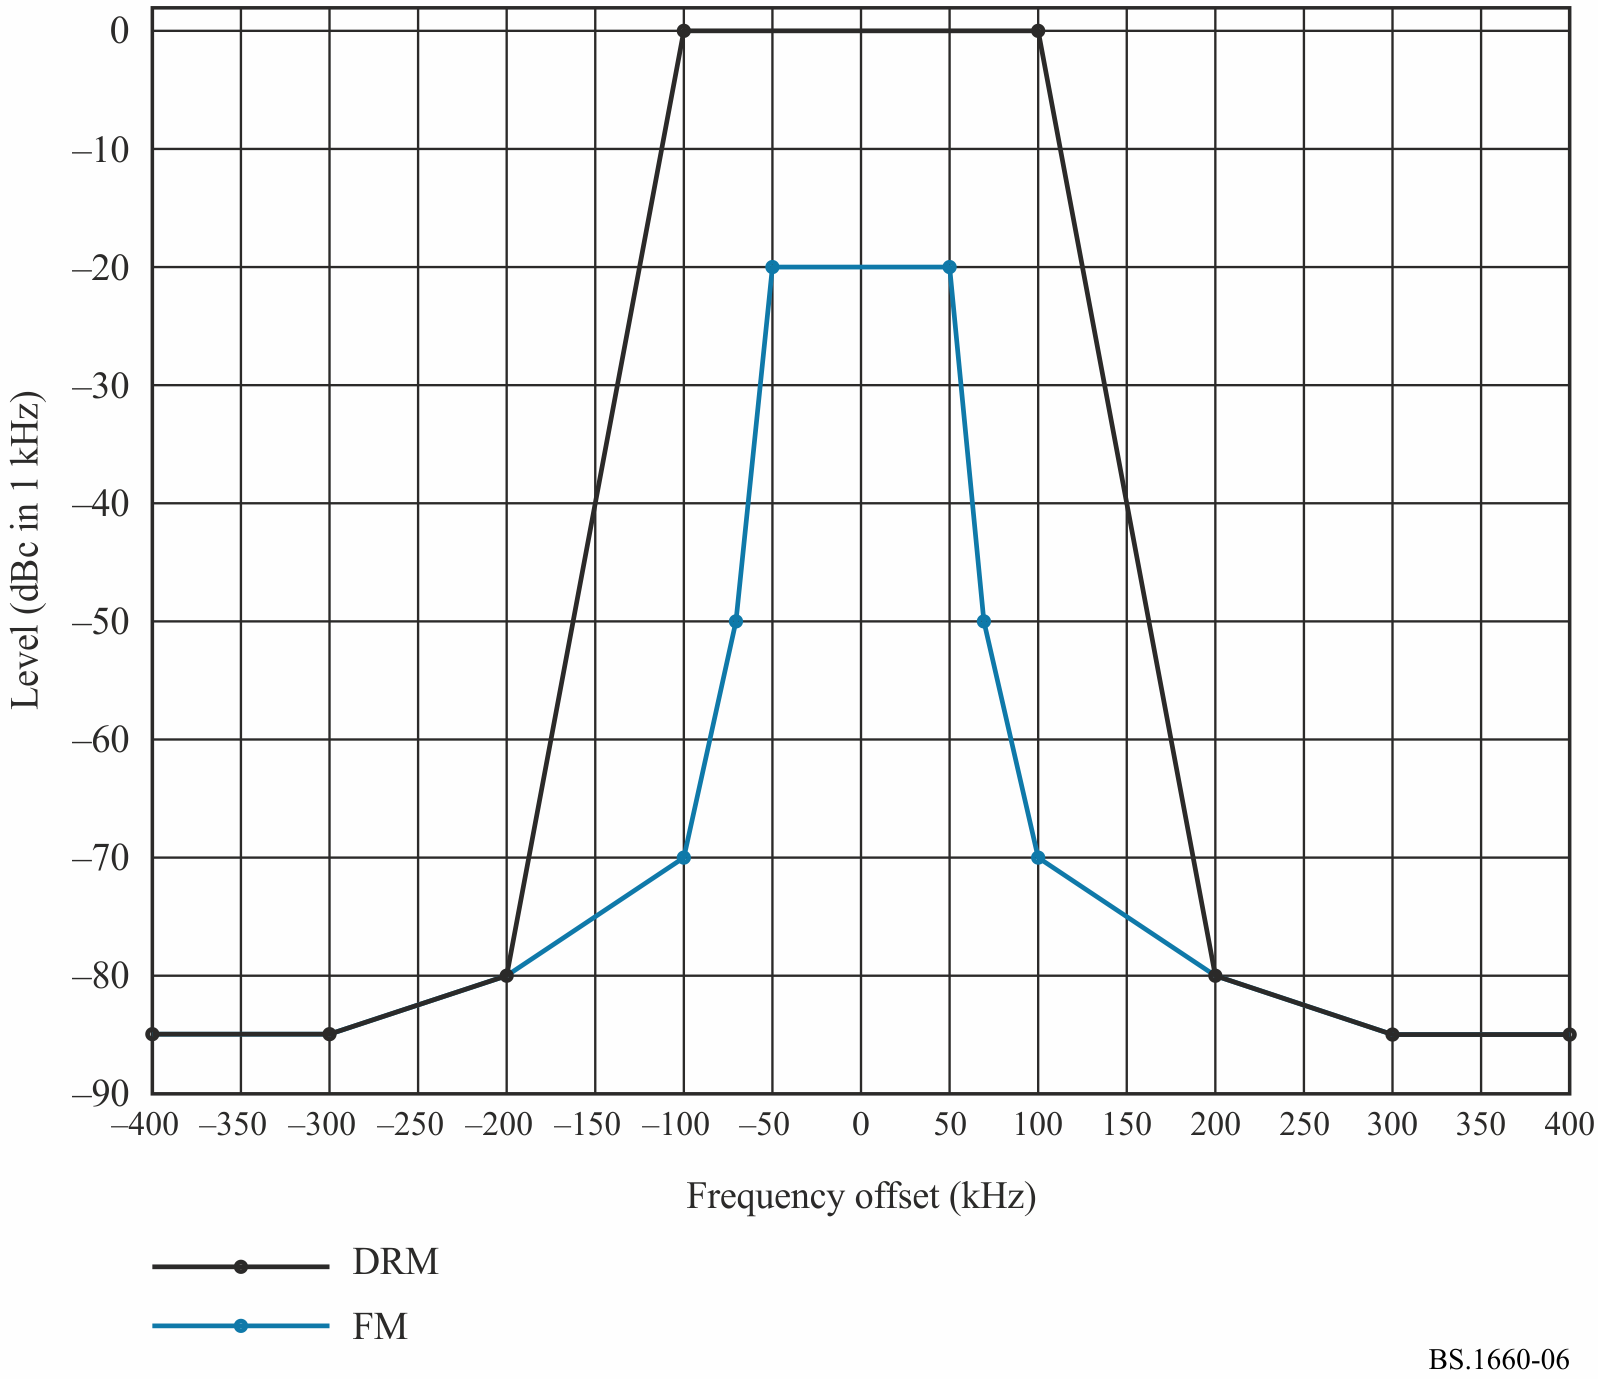 0
–10
–20
–30
–40
–50
–60
–70
–80
–90
Level (dBc in 1 kHz)
–400 –350 –300 –250 –200 –150 –100 –50 0 50 100 150 200 250 300 350 400
Frequency offset (kHz)
DRM
FM
BS.1660-06